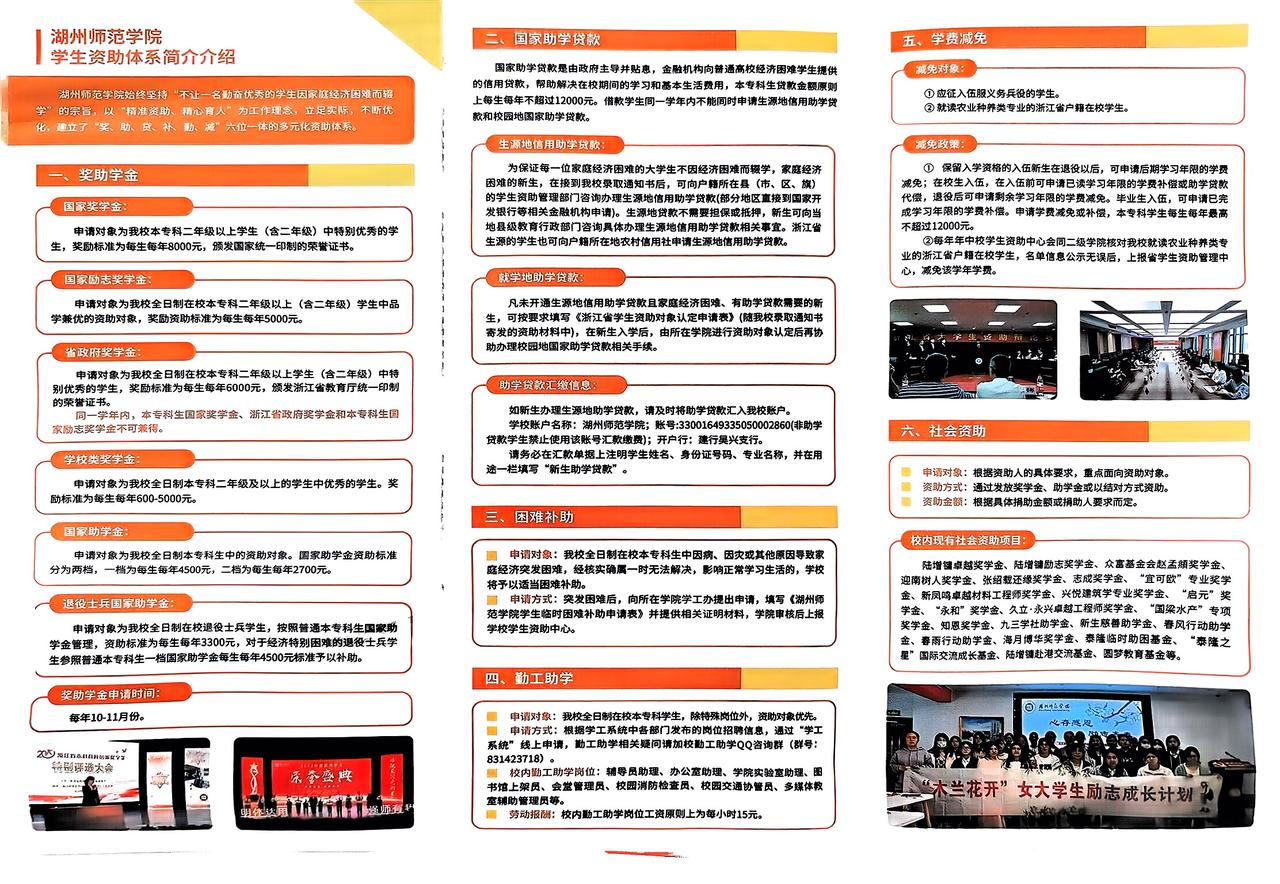 湖州师范学院
学生资助体系简介介绍
湖州师范学院始终坚持“不让一名勤奋优秀的学生因家庭经济困难而辍
学”的宗旨，以“精准资助、精心育人”为工作理念，立足实际，不断优
化，建立了“奖、助、贷、补、勤、减”六位一体的多元化资助体系。
一、奖助学金
国家奖学金：
申请对象为我校本专科二年级以上学生（含二年级）中特别优秀的学
生，奖励标准为每生每年8000元，颁发国家统一印制的荣誉证书。
国家励志奖学金：
申请对象为我校全日制在校本专科二年级以上（含二年级）学生中品
学兼优的资助对象，奖励资助标准为每生每年5000元。
省政府奖学金：
申请对象为我校全日制在校本专科二年级以上学生（含二年级）中特
别优秀的学生，奖励标准为每生每年6000元，颁发浙江省教育厅统一印制
的荣誉证书。
同一学年内，本专科生国家奖学金、浙江省政府奖学金和本专科生国
家励志奖学金不可兼得。
学校类奖学金：
申请对象为我校全日制在校本专科二年级及以上的学生中优秀的学生。奖
励标准为每生每年600-5000元。
国家助学金：
申请对象为我校全日制本专科生中的资助对象。国家助学金资助标准
分为两档，一档为每生每年4500元，二档为每生每年2700元。
退役士兵国家助学金：
申请对象为我校全日制在校退役士兵学生，按照普通本专科生国家助
学金管理，资助标准为每生每年3300元，对于经济特别困难的退役士兵学
生参照普通本专科生一档国家助学金每生每年4500元标准予以补助。
奖助学金申请时间：
每年10-11月份。
特别评选大会
荣季盛典
明体达用
二、国家助学贷款
国家助学贷款是由政府主导并贴息，金融机构向普通高校经济困难学生提供
的信用贷款，帮助解决在校期间的学习和基本生活费用，本专科生贷款金额原则
上每生每年不超过12000元。借款学生同一学年内不能同时申请生源地信用助学贷
款和校园地国家助学贷款。
生源地信用助学贷款：
为保证每一位家庭经济困难的大学生不因经济困难而辍学，家庭经济
困难的新生，在接到我校录取通知书后，可向户籍所在县（市、区、旗）
的学生资助管理部门咨询办理生源地信用助学贷款(部分地区直接到国家开
发银行等相关金融机构申请)。生源地贷款不需要担保或抵押，新生可向当
地县级教育行政部门咨询具体办理生源地信用助学贷款相关事宜。浙江省
生源的学生也可向户籍所在地农村信用社申请生源地信用助学贷款。
就学地助学贷款：
凡未开通生源地信用助学贷款且家庭经济困难、有助学贷款需要的新
生，可按要求填写《浙江省学生资助对象认定申请表》(随我校录取通知书
寄发的资助材料中)，在新生入学后，由所在学院进行资助对象认定后再协
助办理校园地国家助学贷款相关手续。
助学贷款汇缴信息：
如新生办理生源地助学贷款，请及时将助学贷款汇入我校账户。
学校账户名称：湖州师范学院；账号:33001649335050002860(非助学
贷款学生禁止使用该账号汇款缴费)；开户行：建行吴兴支行。
请务必在汇款单据上注明学生姓名、身份证号码、专业名称，并在用
途一栏填写“新生助学贷款”。
三、困难补助
申请对象：我校全日制在校本专科生中因病、因灾或其他原因导致家
庭经济突发困难，经核实确属一时无法解决，影响正常学习生活的，学校
将予以适当困难补助。
申请方式：突发困难后，向所在学院学工办提出申请，填写《湖州师
范学院学生临时困难补助申请表》并提供相关证明材料，学院审核后上报
学校学生资助中心。
四、勤工助学
申请对象：我校全日制在校本专科学生，除特殊岗位外，资助对象优先。
申请方式：根据学工系统中各部门发布的岗位招聘信息，通过“学工
系统”线上申请，勤工助学相关疑问请加校勤工助学QQ咨询群（群号：
831423718）。
校内勤工助学岗位：辅导员助理、办公室助理、学院实验室助理、图
书馆上架员、会堂管理员、校园消防检查员、校园交通协管员、多媒体教
室辅助管理员等。
劳动报酬：校内勤工助学岗位工资原则上为每小时15元。
五、学费减免
减免对象：
①应征入伍服义务兵役的学生。
②就读农业种养类专业的浙江省户籍在校学生。
减免政策：
① 保留入学资格的入伍新生在退役以后，可申请后期学习年限的学费
减免；在校生入伍，在入伍前可申请已读学习年限的学费补偿或助学贷款
代偿，退役后可申请剩余学习年限的学费减免。毕业生入伍，可申请已完
成学习年限的学费补偿。申请学费减免或补偿，本专科学生每生每年最高
不超过12000元。
②每年年中校学生资助中心会同二级学院核对我校就读农业种养类专
业的浙江省户籍在校学生，名单信息公示无误后，上报省学生资助管理中
心，减免该学年学费。
六、社会资助
申请对象：根据资助人的具体要求，重点面向资助对象。
资助方式：通过发放奖学金、助学金或以结对方式资助。
资助金额：根据具体捐助金额或捐助人要求而定。
校内现有社会资助项目：
陆增镛卓越奖学金、陆增镛励志奖学金、众富基金会赵孟頫奖学金、
迎南树人奖学金、张绍载还缘奖学金、志成奖学金、“宜可欧”专业奖学
金、新凤鸣卓越材料工程师奖学金、兴悦建筑学专业奖学金、“启元”奖
学金、“永和”奖学金、久立·永兴卓越工程师奖学金、“国梁水产”专项
奖学金、知恩奖学金、九三学社助学金、新生慈善助学金、春风行动助学
金、春雨行动助学金、海月博华奖学金、泰隆临时助困基金、“泰隆之
星”国际交流成长基金、陆增镛赴港交流基金、圆梦教育基金等。
心存感恩
“木兰花开”女大学生励志成长计划